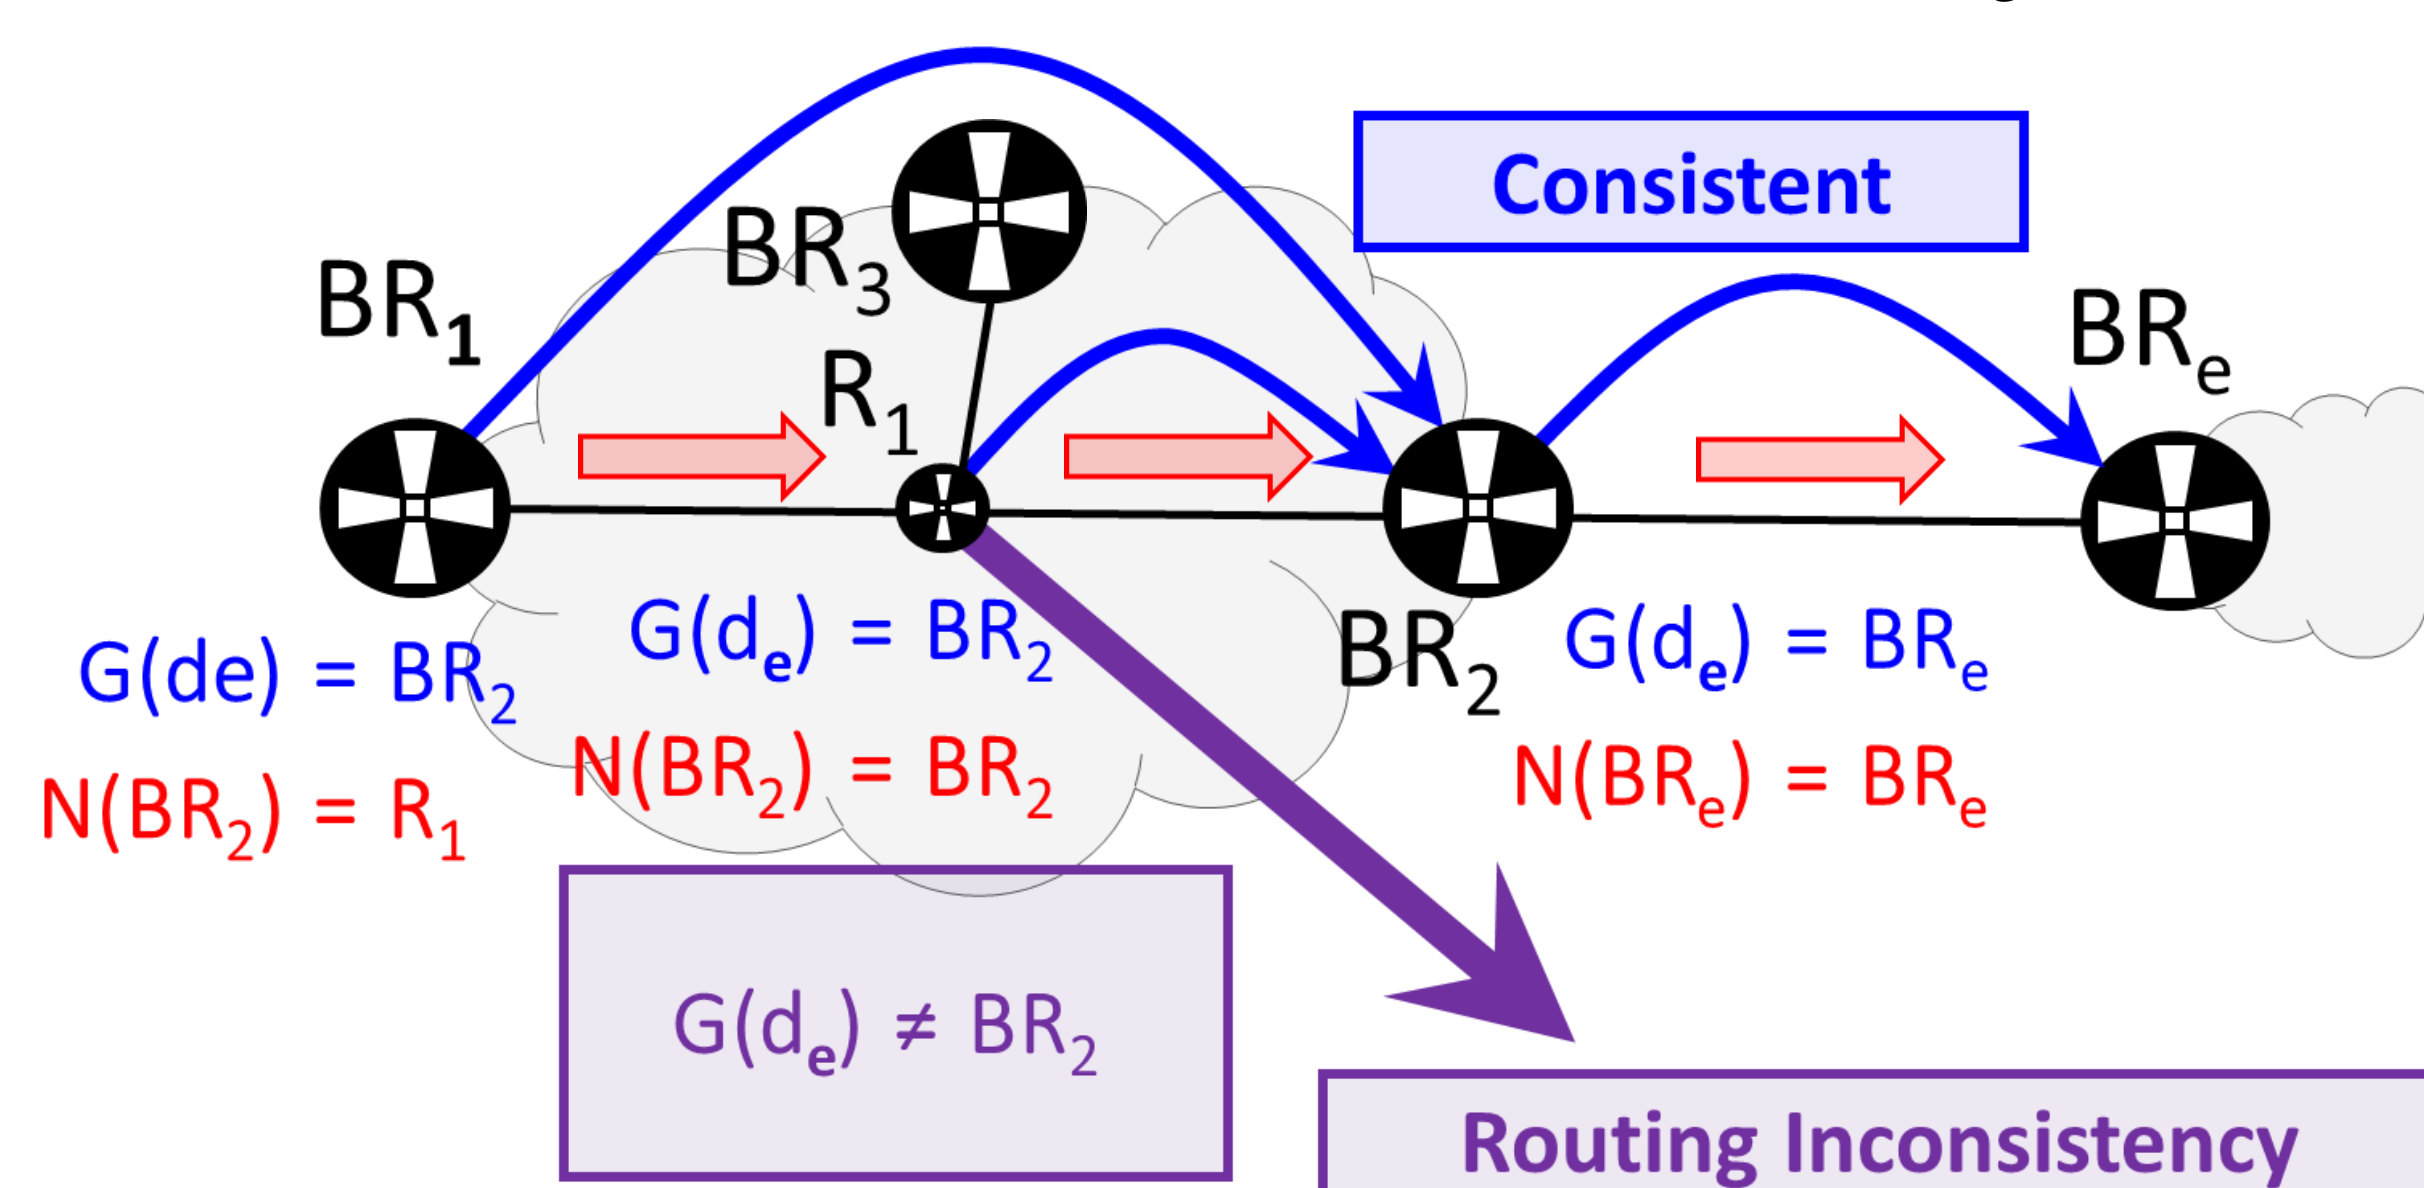 Consistent
BR₃
BR₁
BRₑ
R₁
G(dₑ) = BR₂
BR₂
G(dₑ) = BRₑ
G(de) = BR₂
N(BR₂) = BR₂
N(BRₑ) = BRₑ
N(BR₂) = R₁
G(dₑ) ≠ BR₂
Routing Inconsistency